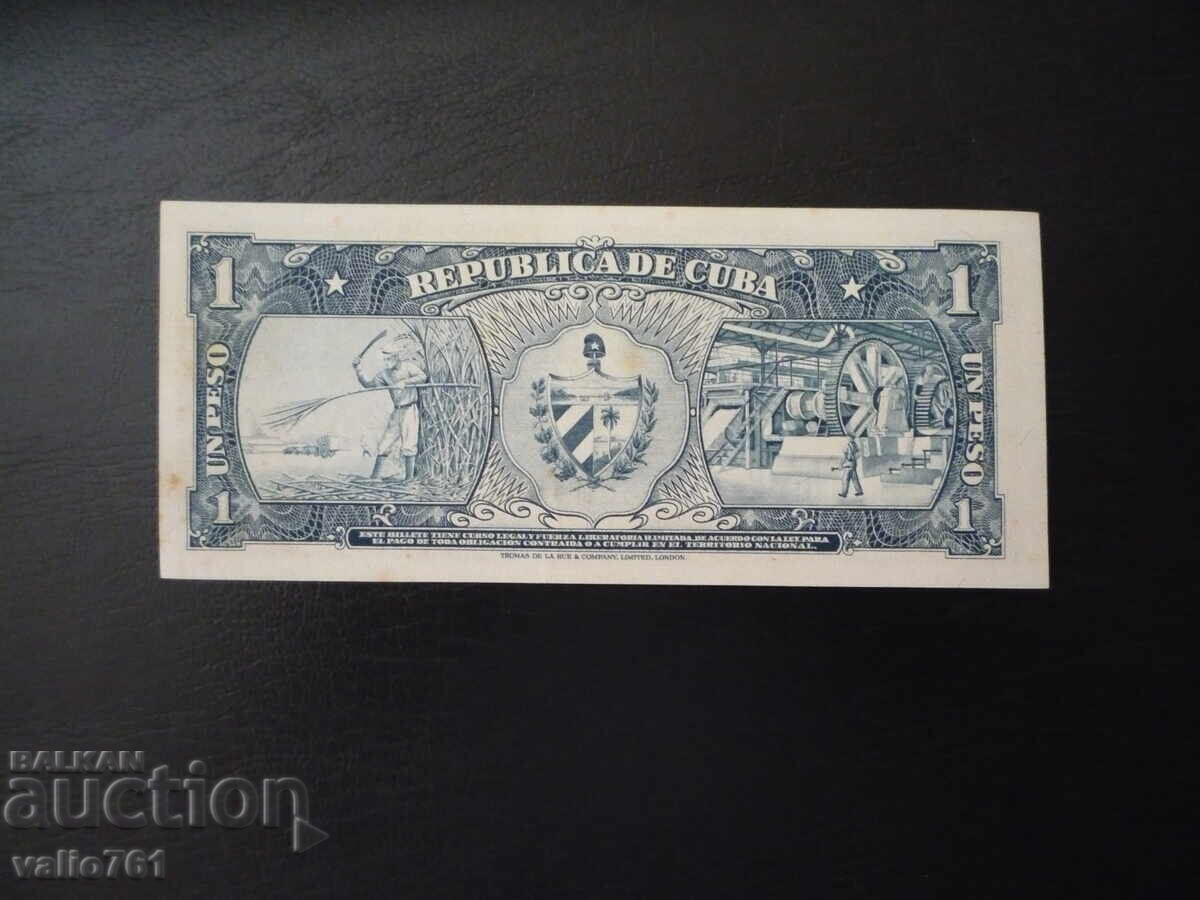 1
REPUBLICA DE CUBA
1
UN PESO
UN PESO
1
1
ESTE BILLETE TIENE CURSO LEGAL Y FUERZA LIBERATORIA ILIMITADA, DE ACUERDO CON LA LEY, PARA
EL PAGO DE TODA OBLIGACION CONTRAIDA O A CUMPLIR EN EL TERRITORIO NACIONAL.
THOMAS DE LA RUE & COMPANY, LIMITED, LONDON.
BALKAN
auction
valio761